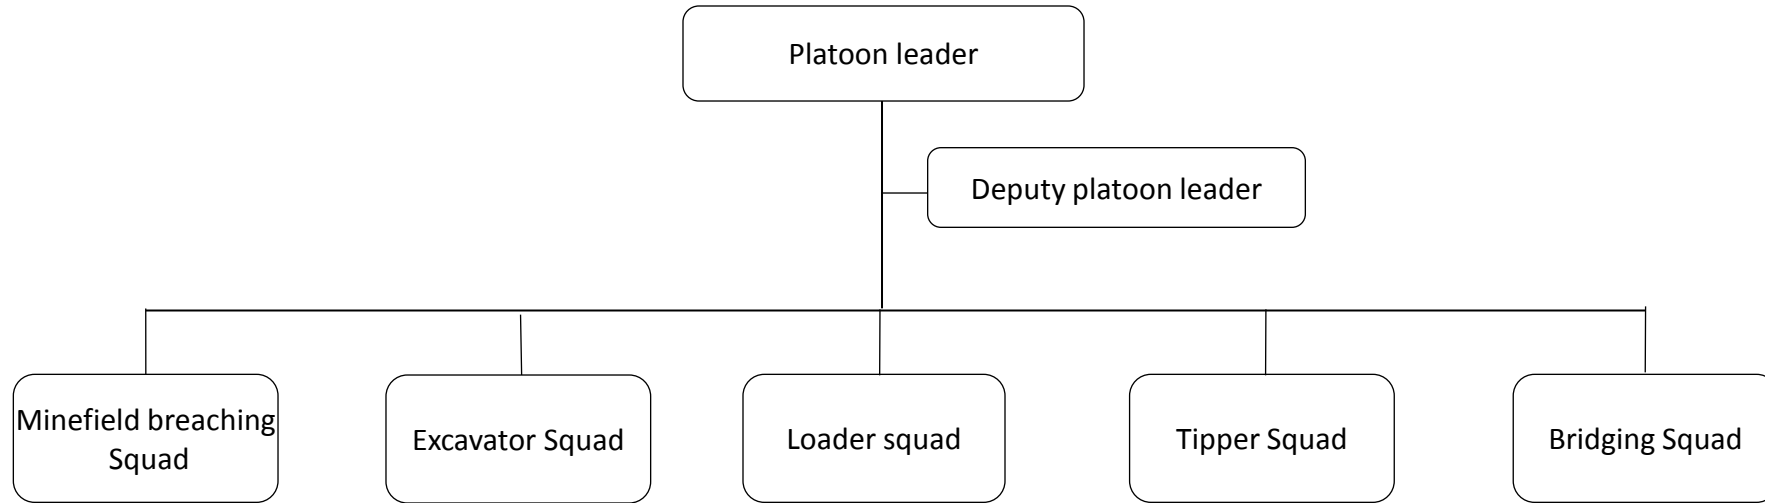 Platoon leader
Deputy platoon leader
Minefield breaching
Squad
Excavator Squad
Loader squad
Tipper Squad
Bridging Squad